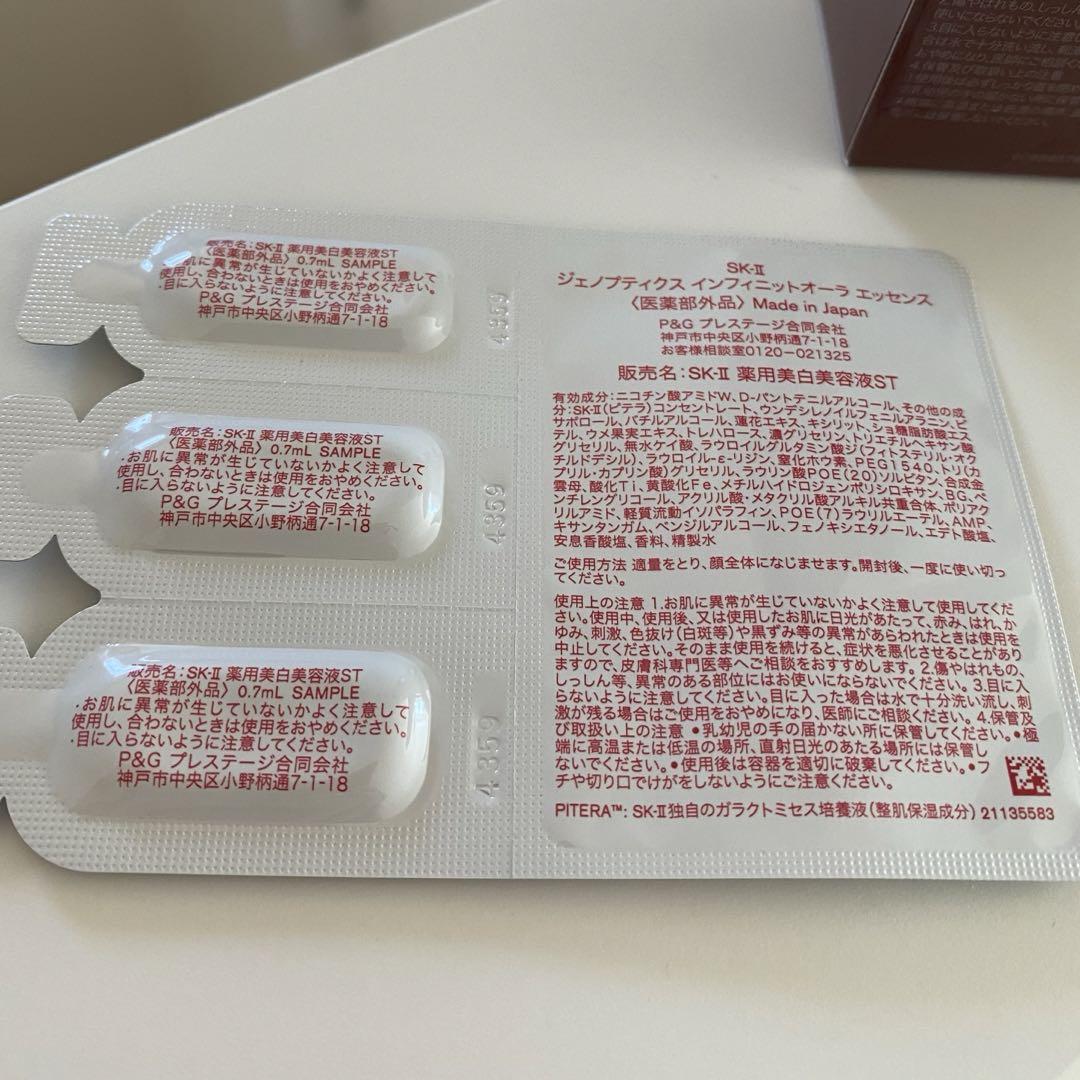 販売名：SK-II 薬用美白美容液ST
〈医薬部外品〉0.7mL SAMPLE
・お肌に異常が生じていないかよく注意して
使用し、合わないときは使用をおやめください。
・目に入らないように注意してください。
P&G プレステージ合同会社
神戸市中央区小野柄通7-1-18
4359
販売名：SK-II 薬用美白美容液ST
〈医薬部外品〉0.7mL SAMPLE
・お肌に異常が生じていないかよく注意して
使用し、合わないときは使用をおやめください。
・目に入らないように注意してください。
P&G プレステージ合同会社
神戸市中央区小野柄通7-1-18
4359
販売名：SK-II 薬用美白美容液ST
〈医薬部外品〉0.7mL SAMPLE
・お肌に異常が生じていないかよく注意して
使用し、合わないときは使用をおやめください。
・目に入らないように注意してください。
P&G プレステージ合同会社
神戸市中央区小野柄通7-1-18
4359
SK-II
ジェノプティクス インフィニットオーラ エッセンス
〈医薬部外品〉Made in Japan
P&G プレステージ合同会社
神戸市中央区小野柄通7-1-18
お客様相談室0120-021325
販売名：SK-II 薬用美白美容液ST
有効成分：ニコチン酸アミドW、D-パントテニルアルコール、その他の成
分：SK-II(ピテラ)コンセントレート、ウンデシレノイルフェニルアラニン、ビ
サボロール、バチルアルコール、蓮花エキス、キシリット、ショ糖脂肪酸エス
テル、ウメ果実エキス、トレハロース、濃グリセリン、トリエチルヘキサン酸
グリセリル、無水ケイ酸、ラウロイルグルタミン酸ジ(フィトステリル・オク
チルドデシル)、ラウロイル-ε-リジン、窒化ホウ素、PEG1540、トリ(カ
プリル・カプリン酸)グリセリル、ラウリン酸POE(20)ソルビタン、合成金
雲母、酸化Ti、黄酸化Fe、メチルハイドロジェンポリシロキサン、BG、ペ
ンチレングリコール、アクリル酸・メタクリル酸アルキル共重合体、ポリアク
リルアミド、軽質流動イソパラフィン、POE(7)ラウリルエーテル、AMP、
キサンタンガム、ベンジルアルコール、フェノキシエタノール、エデト酸塩、
安息香酸塩、香料、精製水
ご使用方法 適量をとり、顔全体になじませます。開封後、一度に使い切っ
てください。
使用上の注意 1.お肌に異常が生じていないかよく注意して使用してくだ
さい。使用中、使用後、又は使用したお肌に日光があたって、赤み、はれ、か
ゆみ、刺激、色抜け(白斑等)や黒ずみ等の異常があらわれたときは使用を
中止してください。そのまま使用を続けると、症状を悪化させることがあり
ますので、皮膚科専門医等へご相談をおすすめします。2.傷やはれもの、
しっしん等、異常のある部位にはお使いにならないでください。3.目に入
らないように注意してください。目に入った場合は水で十分洗い流し、刺
激が残る場合はご使用をおやめになり、医師にご相談ください。4.保管及
び取扱い上の注意 ●乳幼児の手の届かない所に保管してください。●極
端に高温または低温の場所、直射日光のあたる場所には保管し
ないでください。●使用後は容器を適切に破棄してください。●フ
チや切り口でけがをしないようにご注意ください。
PITERA™：SK-II独自のガラクトミセス培養液(整肌保湿成分) 21135583